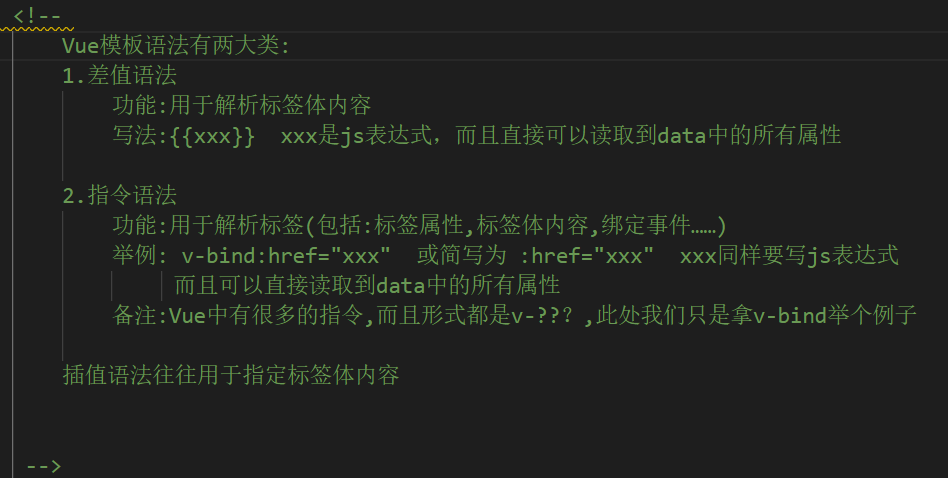 <!--
Vue模板语法有两大类:
1.差值语法
功能:用于解析标签体内容
写法:{{xxx}}  xxx是js表达式，而且直接可以读取到data中的所有属性
2.指令语法
功能:用于解析标签(包括:标签属性,标签体内容,绑定事件……)
举例: v-bind:href="xxx"  或简写为 :href="xxx"  xxx同样要写js表达式
而且可以直接读取到data中的所有属性
备注:Vue中有很多的指令,而且形式都是v-??？,此处我们只是拿v-bind举个例子
插值语法往往用于指定标签体内容
-->